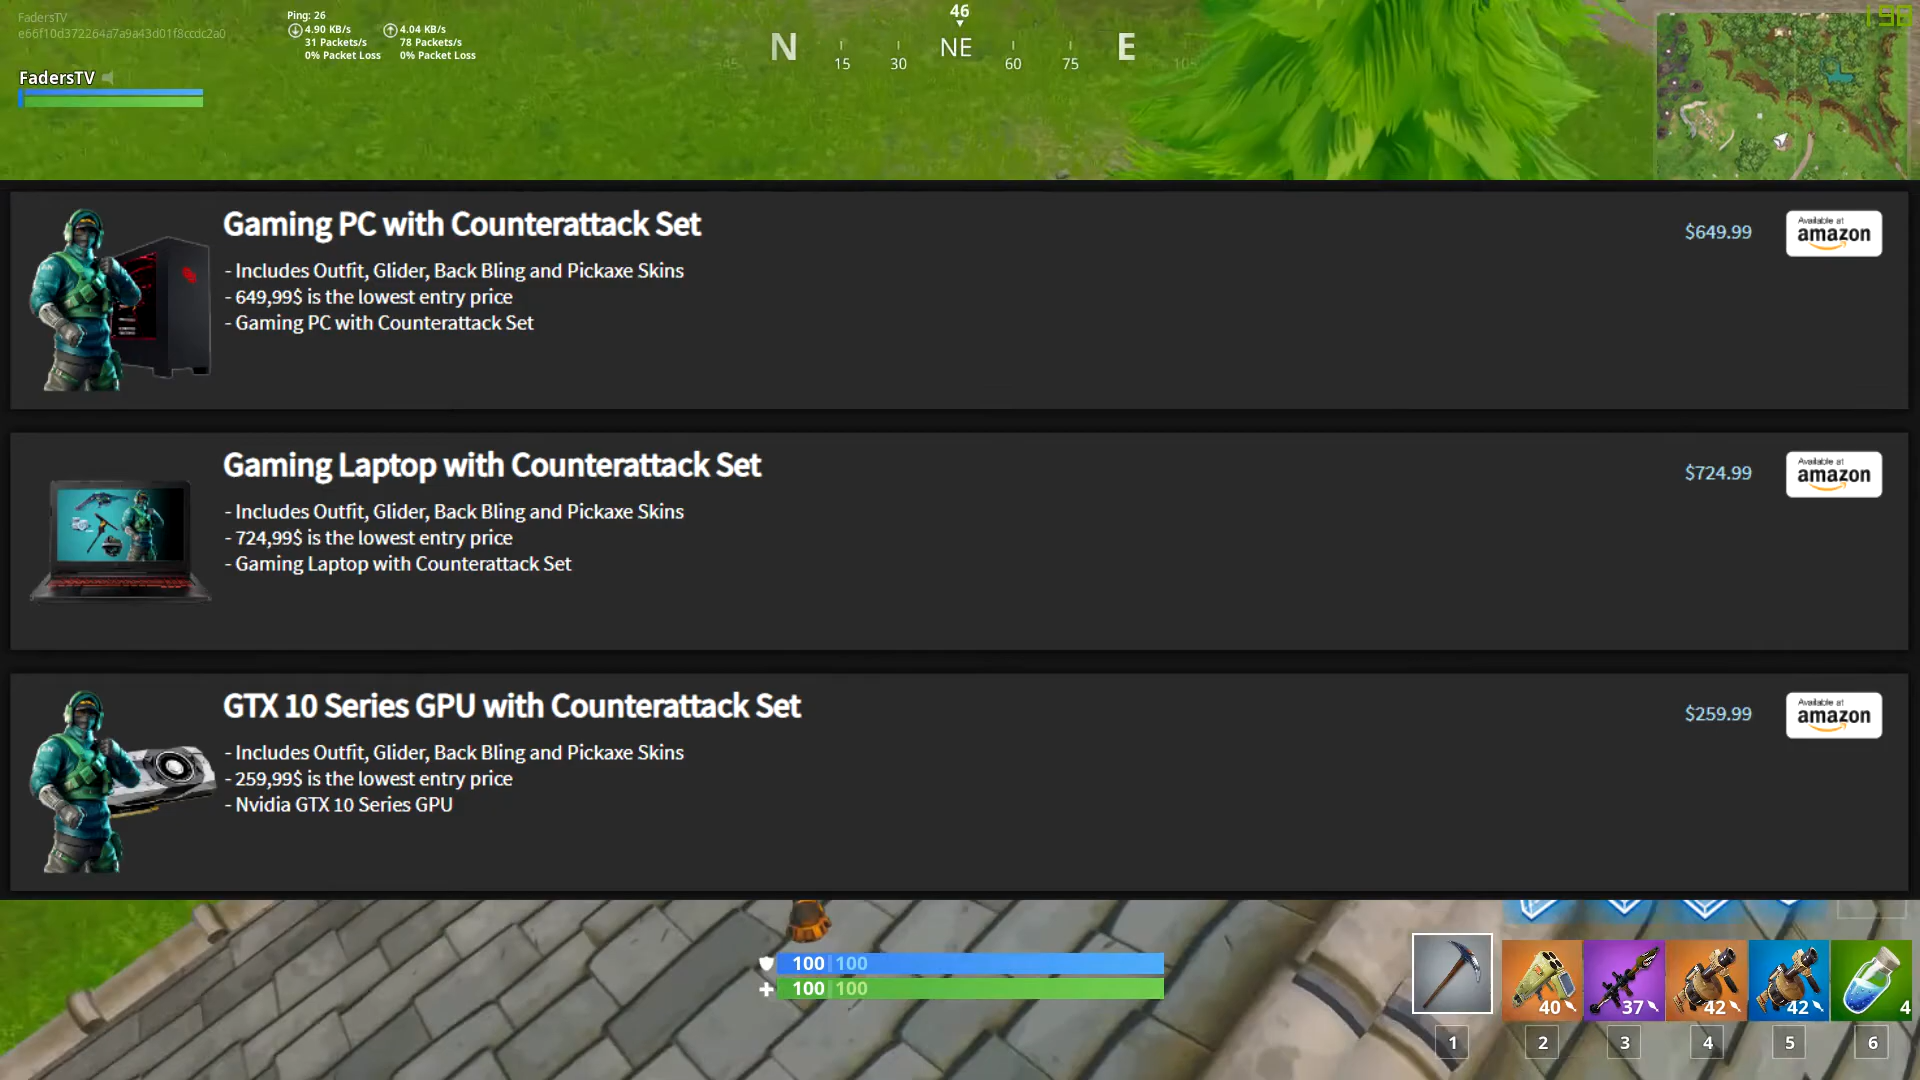 FadersTV
e66f10d372264a7a9a43d01f8ccdc2a0
Ping: 26
4.90 KB/s 4.04 KB/s
31 Packets/s 78 Packets/s
0% Packet Loss 0% Packet Loss
FadersTV
46
45 N 15 30 NE 60 75 E 105
198
Gaming PC with Counterattack Set
- Includes Outfit, Glider, Back Bling and Pickaxe Skins
- 649,99$ is the lowest entry price
- Gaming PC with Counterattack Set
$649.99
Available at
amazon
Gaming Laptop with Counterattack Set
- Includes Outfit, Glider, Back Bling and Pickaxe Skins
- 724,99$ is the lowest entry price
- Gaming Laptop with Counterattack Set
$724.99
Available at
amazon
GTX 10 Series GPU with Counterattack Set
- Includes Outfit, Glider, Back Bling and Pickaxe Skins
- 259,99$ is the lowest entry price
- Nvidia GTX 10 Series GPU
$259.99
Available at
amazon
100 | 100
100 | 100
40 37 42 42 4
1 2 3 4 5 6